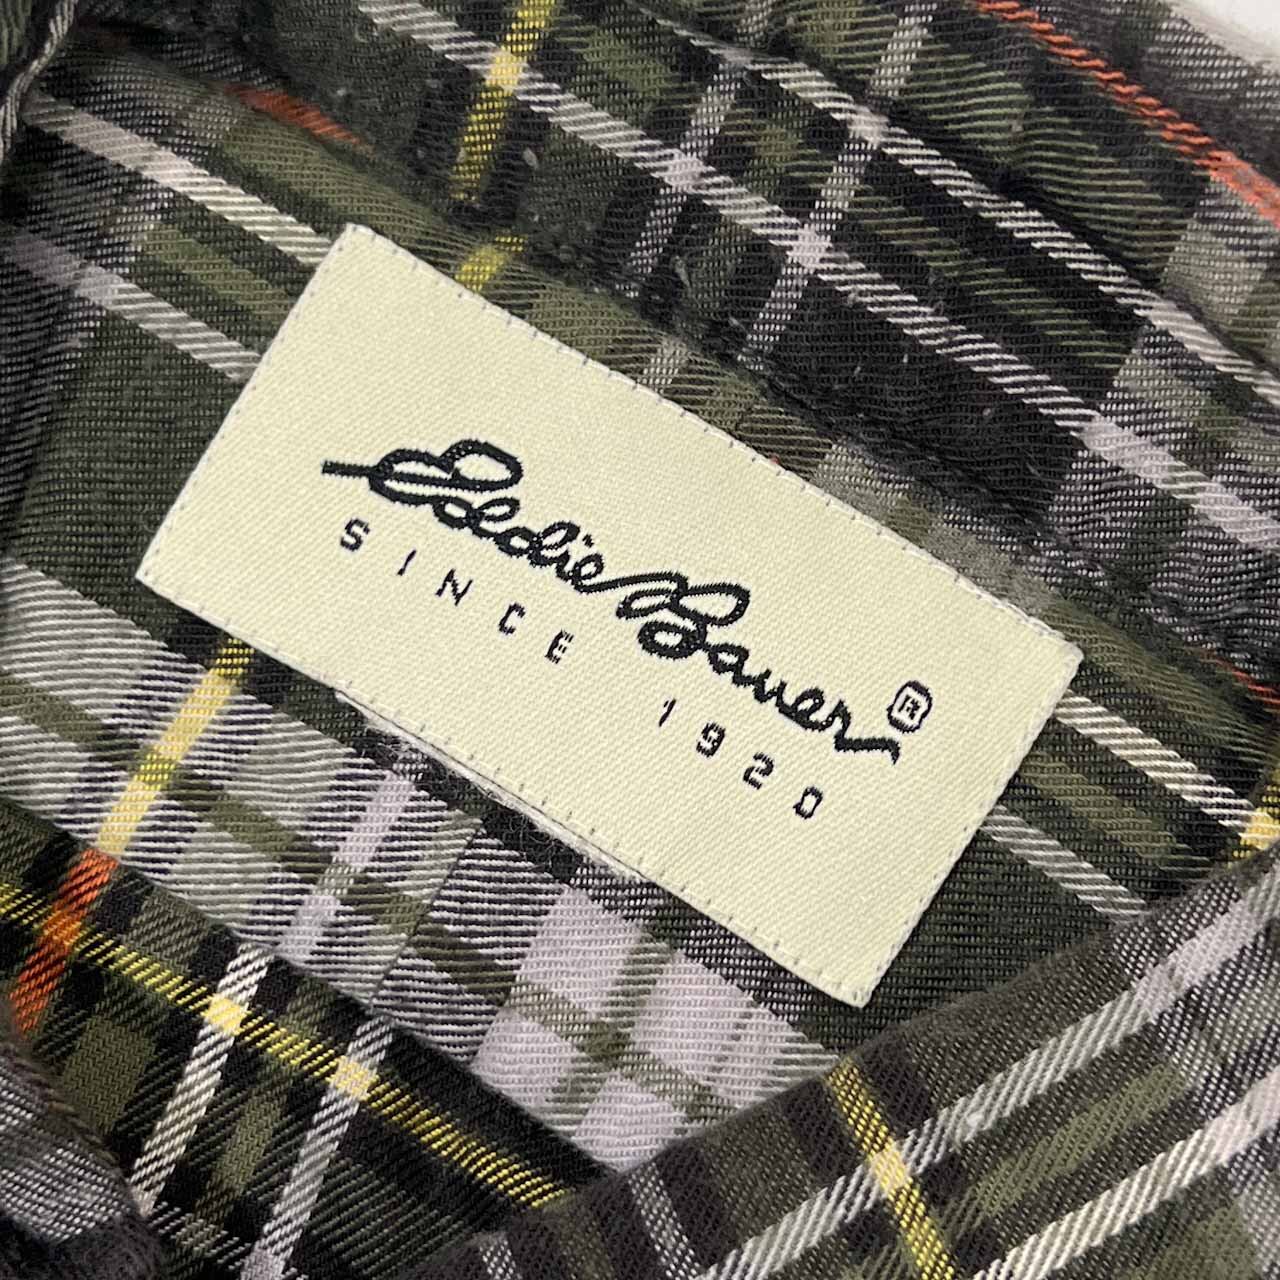 Eddie Bauer ®
SINCE 1920